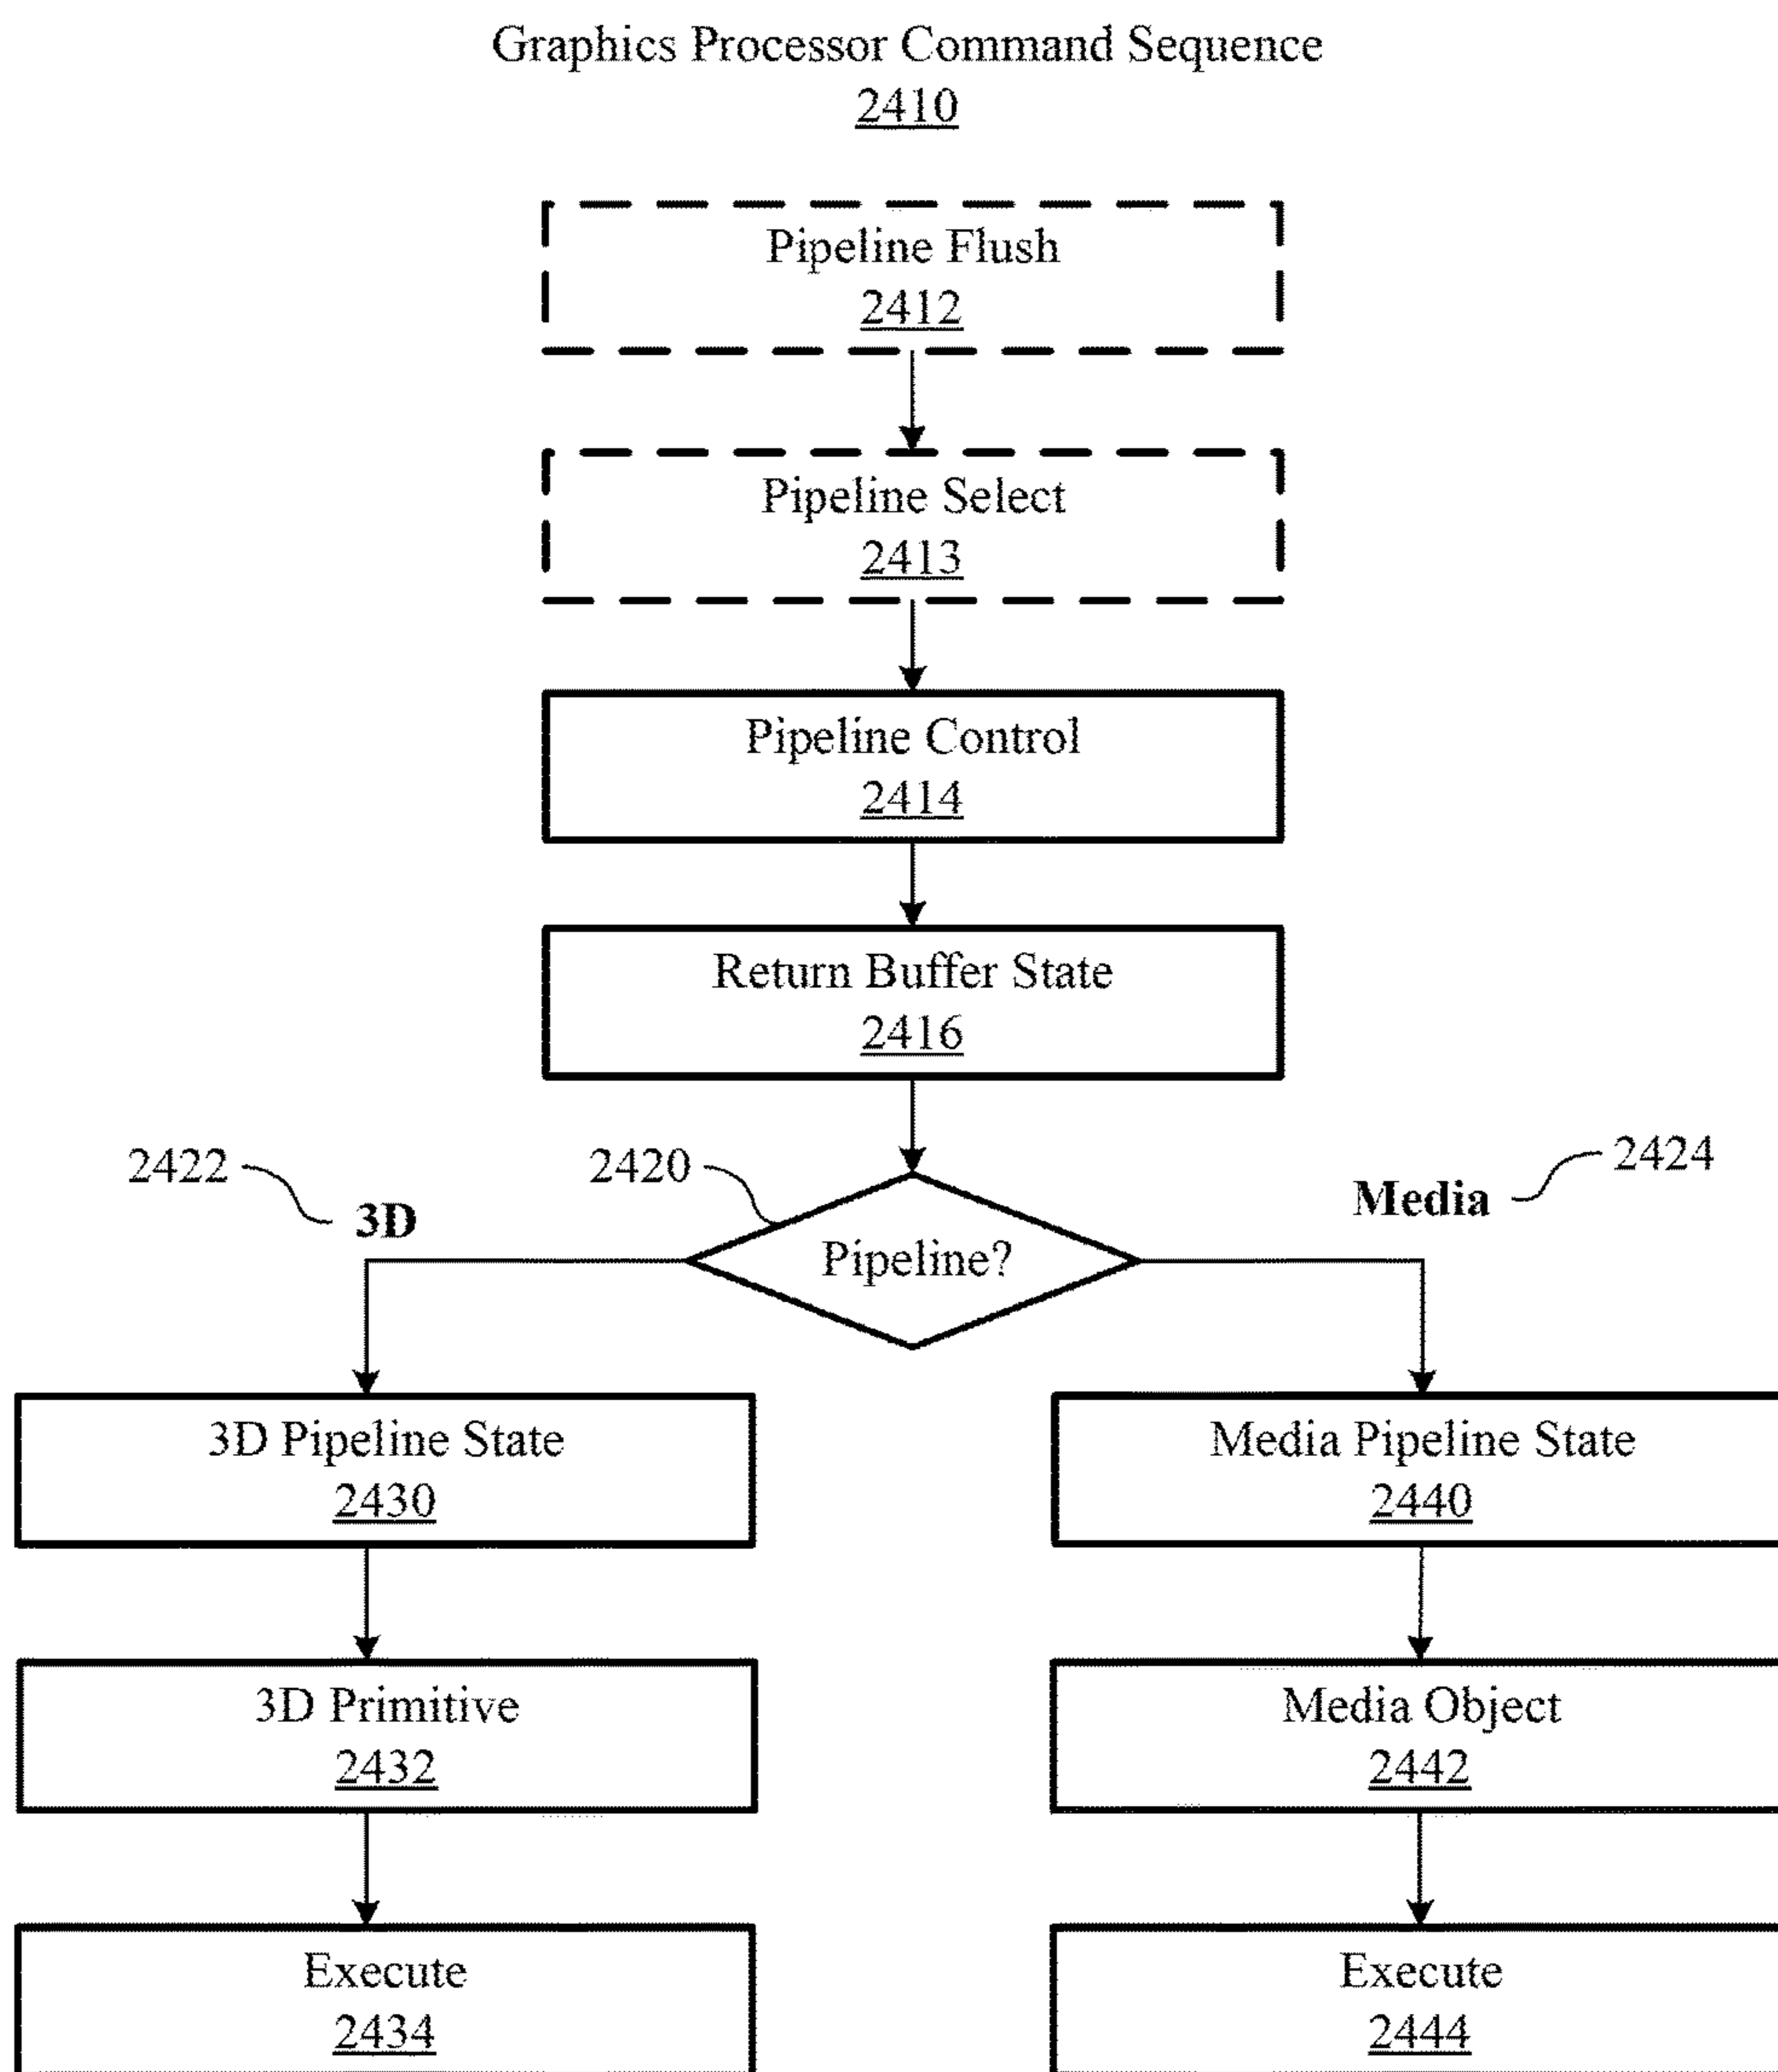 Graphics Processor Command Sequence
2410
Pipeline Flush
2412
Pipeline Select
2413
Pipeline Control
2414
Return Buffer State
2416
2422
3D
2420
Pipeline?
Media
2424
3D Pipeline State
2430
Media Pipeline State
2440
3D Primitive
2432
Media Object
2442
Execute
2434
Execute
2444